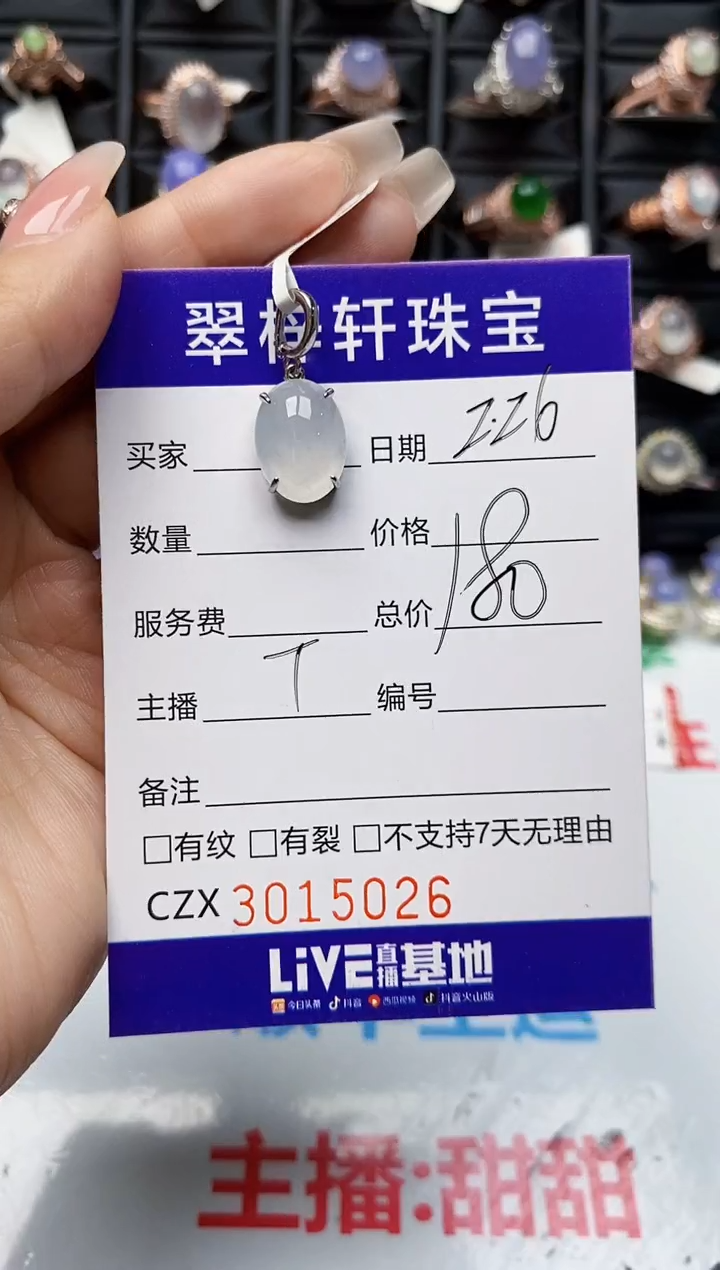 翠 轩珠宝
买家 日期 2.26
数量 价格
服务费 总价 180
主播 T 编号
备注
□有纹 □有裂 □不支持7天无理由
CZX 3015026
LiVE直播基地
今日头条 抖音 西瓜视频 抖音火山版
主播:甜甜